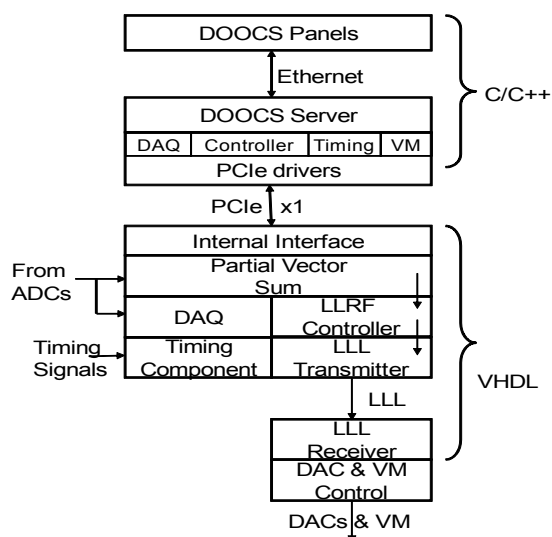 DOOCS Panels
Ethernet
C/C++
DOOCS Server
DAQ Controller Timing VM
PCIe drivers
PCIe x1
Internal Interface
Partial Vector
Sum
From
ADCs
DAQ
LLRF
Controller
Timing
Signals
Timing
Component
LLL
Transmitter
VHDL
LLL
LLL
Receiver
DAC & VM
Control
DACs & VM